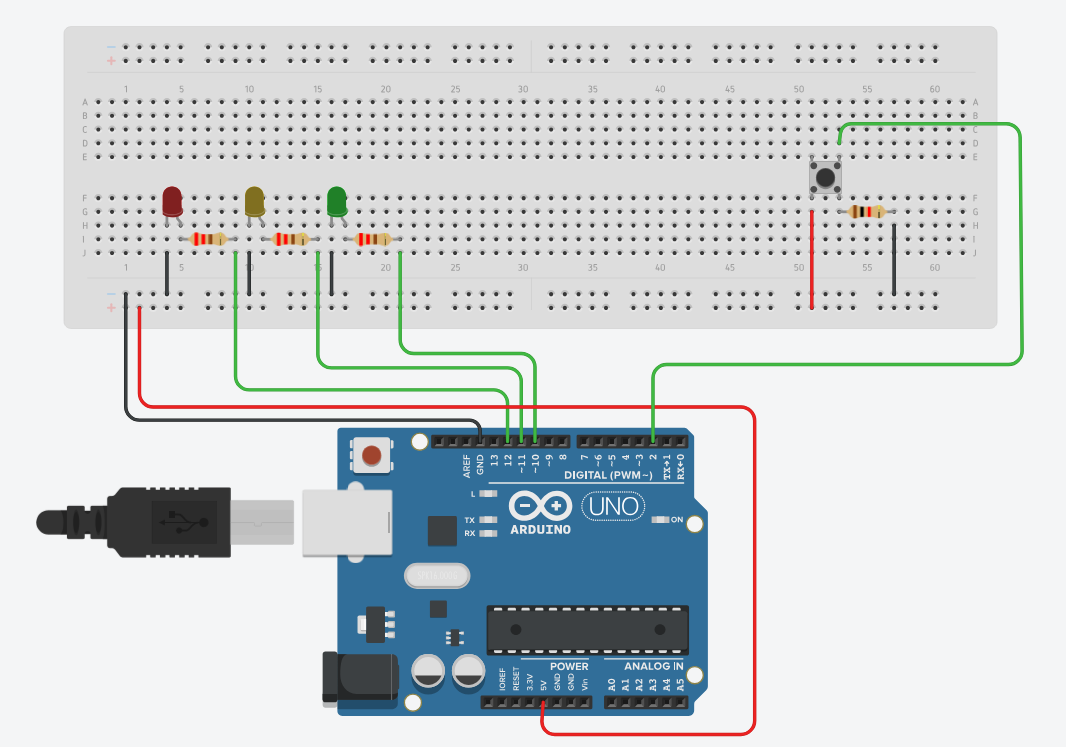 1 5 10 15 20 25 30 35 40 45 50 55 60
A A
B B
C C
D D
E E
F F
G G
H H
I I
J J
1 5 10 15 20 25 30 35 40 45 50 55 60
AREF
GND
13
12
~11
~10
~9
8
7
~6
~5
4
~3
2
TX→1
RX←0
DIGITAL (PWM~)
L
TX
RX
ARDUINO
UNO
ON
POWER
ANALOG IN
IOREF
RESET
3.3V
5V
GND
GND
Vin
A0
A1
A2
A3
A4
A5